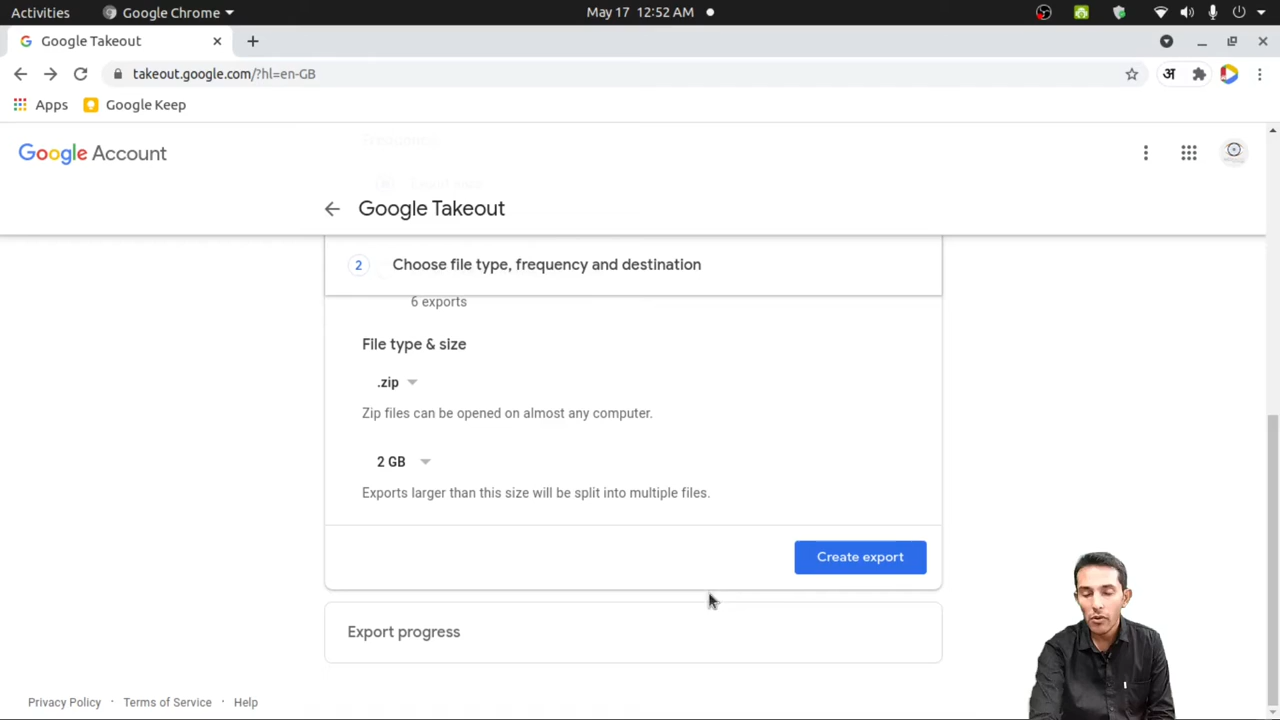 Activities
Google Chrome
May 17 12:52 AM
Google Takeout
takeout.google.com/?hl=en-GB
अ
Apps
Google Keep
Google Account
Google Takeout
2
Choose file type, frequency and destination
6 exports
File type & size
.zip
Zip files can be opened on almost any computer.
2 GB
Exports larger than this size will be split into multiple files.
Create export
Export progress
Privacy Policy · Terms of Service · Help